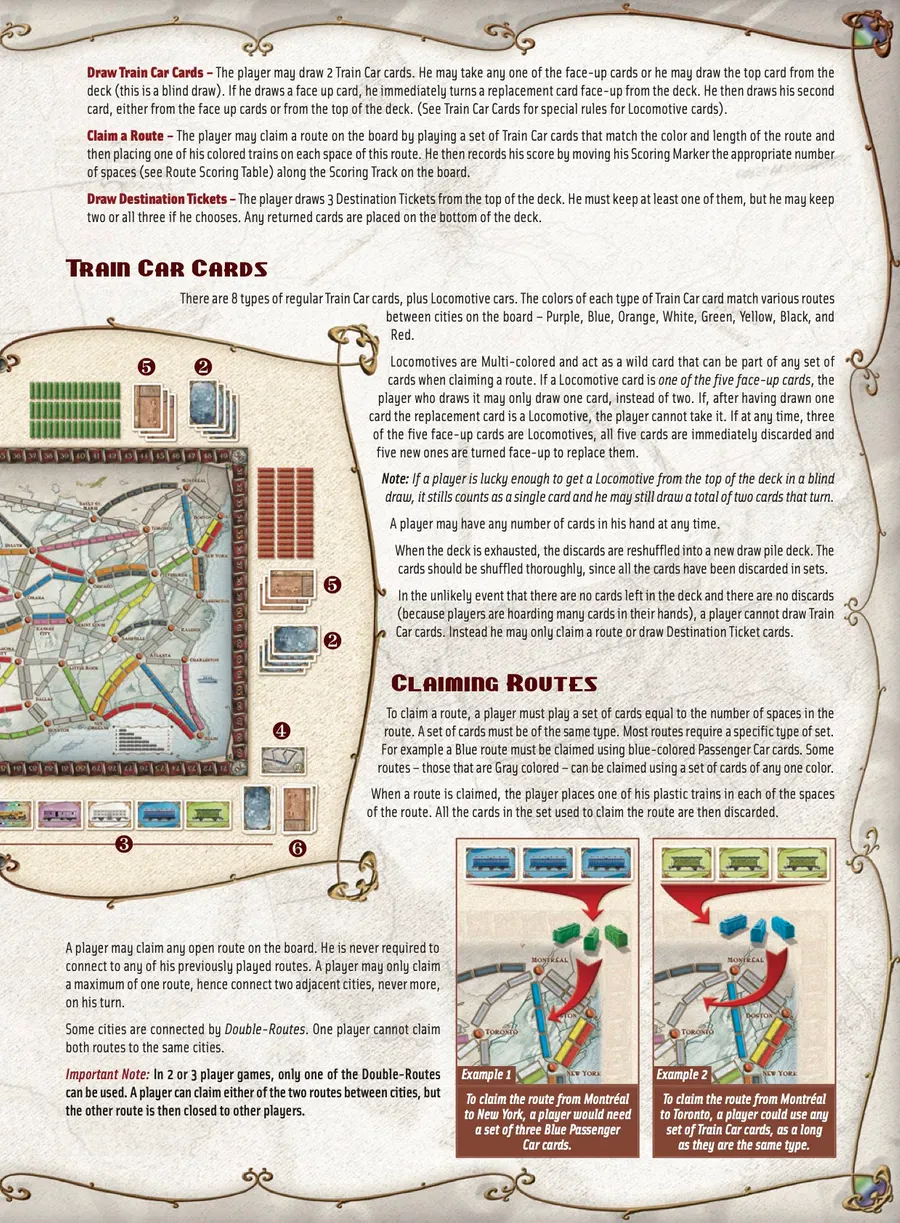 Draw Train Car Cards – The player may draw 2 Train Car cards. He may take any one of the face-up cards or he may draw the top card from the
deck (this is a blind draw). If he draws a face up card, he immediately turns a replacement card face-up from the deck. He then draws his second
card, either from the face up cards or from the top of the deck. (See Train Car Cards for special rules for Locomotive cards).
Claim a Route – The player may claim a route on the board by playing a set of Train Car cards that match the color and length of the route and
then placing one of his colored trains on each space of this route. He then records his score by moving his Scoring Marker the appropriate number
of spaces (see Route Scoring Table) along the Scoring Track on the board.
Draw Destination Tickets – The player draws 3 Destination Tickets from the top of the deck. He must keep at least one of them, but he may keep
two or all three if he chooses. Any returned cards are placed on the bottom of the deck.
Train Car Cards
There are 8 types of regular Train Car cards, plus Locomotive cars. The colors of each type of Train Car card match various routes
between cities on the board – Purple, Blue, Orange, White, Green, Yellow, Black, and
Red.
Locomotives are Multi-colored and act as a wild card that can be part of any set of
cards when claiming a route. If a Locomotive card is one of the five face-up cards, the
player who draws it may only draw one card, instead of two. If, after having drawn one
card the replacement card is a Locomotive, the player cannot take it. If at any time, three
of the five face-up cards are Locomotives, all five cards are immediately discarded and
five new ones are turned face-up to replace them.
Note: If a player is lucky enough to get a Locomotive from the top of the deck in a blind
draw, it stills counts as a single card and he may still draw a total of two cards that turn.
A player may have any number of cards in his hand at any time.
When the deck is exhausted, the discards are reshuffled into a new draw pile deck. The
cards should be shuffled thoroughly, since all the cards have been discarded in sets.
In the unlikely event that there are no cards left in the deck and there are no discards
(because players are hoarding many cards in their hands), a player cannot draw Train
Car cards. Instead he may only claim a route or draw Destination Ticket cards.
5
2
5
2
4
3
6
Montréal
Toronto
Boston
New York
Pittsburgh
Chicago
Duluth
Omaha
Kansas City
Saint Louis
Nashville
Raleigh
Washington
Atlanta
Charleston
Little Rock
Dallas
Houston
Miami
Claiming Routes
To claim a route, a player must play a set of cards equal to the number of spaces in the
route. A set of cards must be of the same type. Most routes require a specific type of set.
For example a Blue route must be claimed using blue-colored Passenger Car cards. Some
routes – those that are Gray colored – can be claimed using a set of cards of any one color.
When a route is claimed, the player places one of his plastic trains in each of the spaces
of the route. All the cards in the set used to claim the route are then discarded.
A player may claim any open route on the board. He is never required to
connect to any of his previously played routes. A player may only claim
a maximum of one route, hence connect two adjacent cities, never more,
on his turn.
Some cities are connected by Double-Routes. One player cannot claim
both routes to the same cities.
Important Note: In 2 or 3 player games, only one of the Double-Routes
can be used. A player can claim either of the two routes between cities, but
the other route is then closed to other players.
Montréal
Toronto
New York
Example 1
To claim the route from Montréal
to New York, a player would need
a set of three Blue Passenger
Car cards.
Montréal
Toronto
Boston
New York
Example 2
To claim the route from Montréal
to Toronto, a player could use any
set of Train Car cards, as a long
as they are the same type.